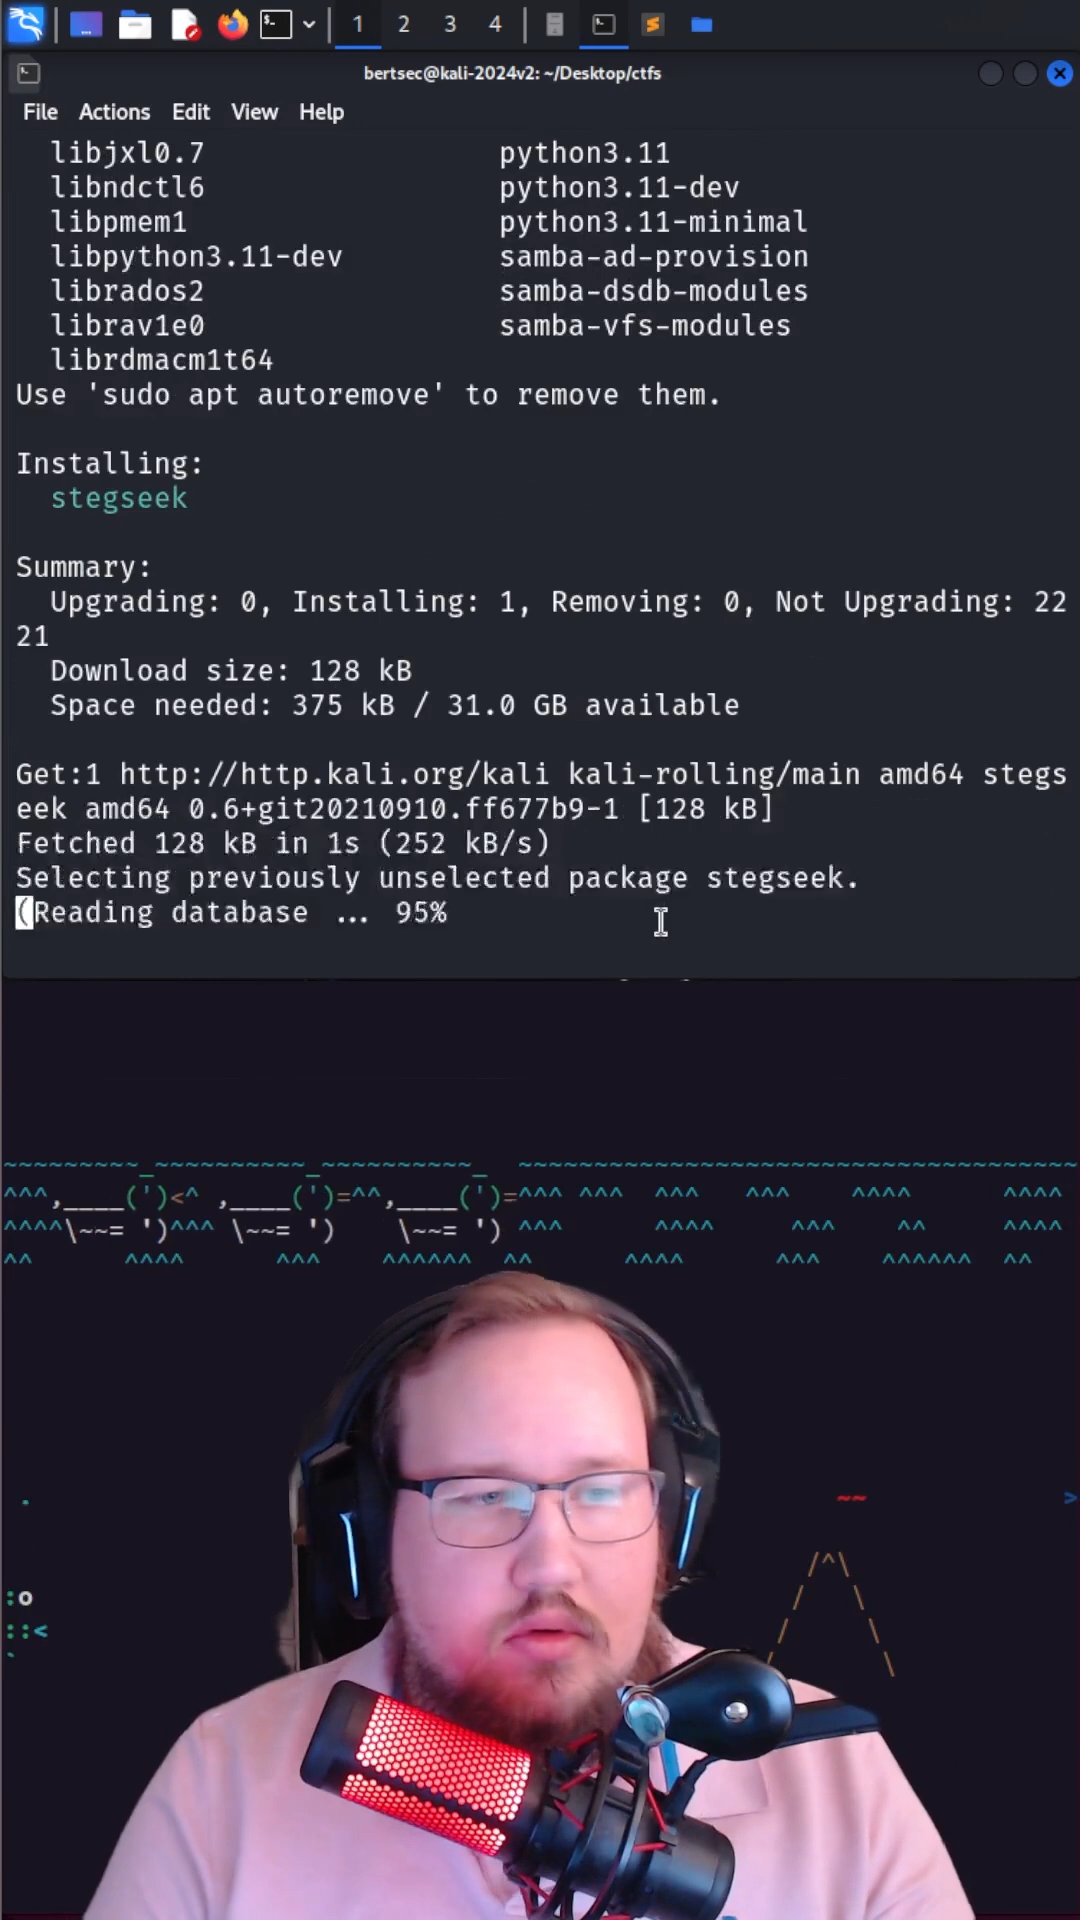 1 2 3 4
bertsec@kali-2024v2: ~/Desktop/ctfs
File Actions Edit View Help
libjxl0.7 python3.11
libndctl6 python3.11-dev
libpmem1 python3.11-minimal
libpython3.11-dev samba-ad-provision
librados2 samba-dsdb-modules
librav1e0 samba-vfs-modules
librdmacm1t64
Use 'sudo apt autoremove' to remove them.
Installing:
stegseek
Summary:
Upgrading: 0, Installing: 1, Removing: 0, Not Upgrading: 22
21
Download size: 128 kB
Space needed: 375 kB / 31.0 GB available
Get:1 http://http.kali.org/kali kali-rolling/main amd64 stegs
eek amd64 0.6+git20210910.ff677b9-1 [128 kB]
Fetched 128 kB in 1s (252 kB/s)
Selecting previously unselected package stegseek.
(Reading database ... 95%